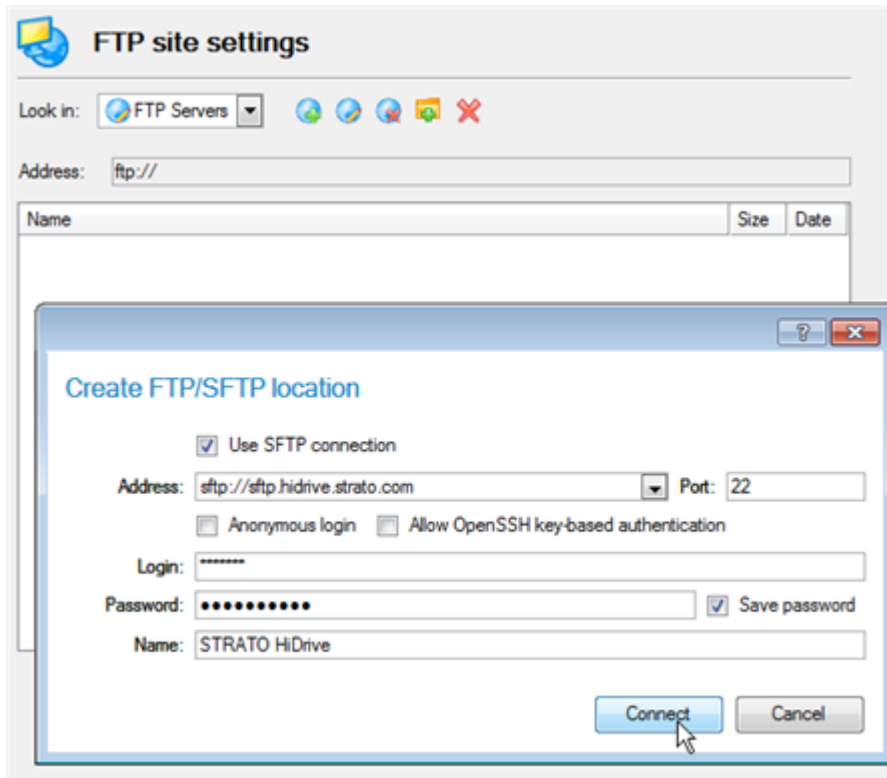 FTP site settings
Look in: FTP Servers
Address: ftp://
Name Size Date
?
Create FTP/SFTP location
Use SFTP connection
Address: sftp://sftp.hidrive.strato.com Port: 22
Anonymous login Allow OpenSSH key-based authentication
Login: *******
Password: ●●●●●●●●●●
Save password
Name: STRATO HiDrive
Connect Cancel